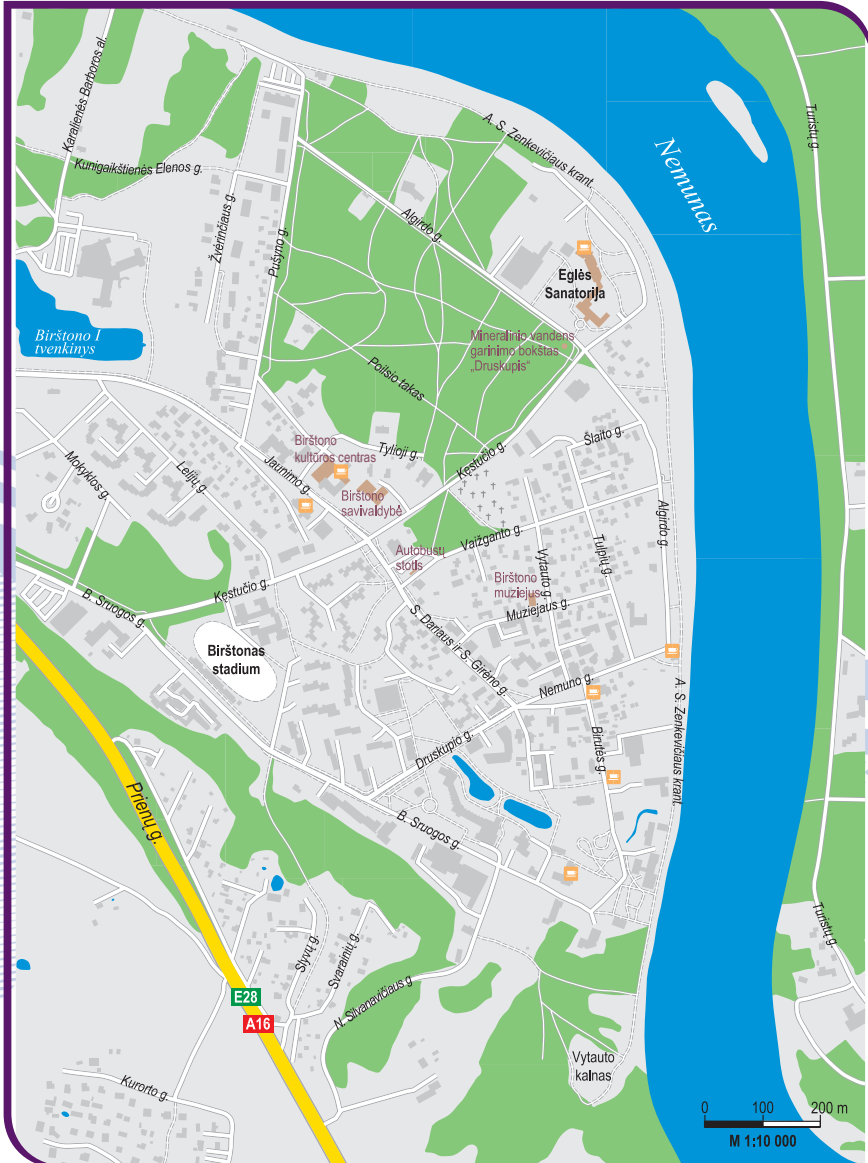 Karalienės Barboros al.
Kunigaikštienės Elenos g.
Žvėrinčiaus g.
Pušyno g.
A. S. Zenkevičiaus krant.
Nemunas
Turistų g.
Algirdo g.
Eglės
Sanatorija
Birštono I
tvenkinys
Mineralinio vandens
garinimo bokštas
„Druskupis“
Poilsio takas
Birštono
kultūros centras
Tylioji g.
Kęstučio g.
Šlaito g.
Mokyklos g.
Lelijų g.
Jaunimo g.
Birštono
savivaldybė
Algirdo g.
Vaižganto g.
Tulpių g.
Vytauto g.
Autobusų
stotis
Birštono
muziejus
Muziejaus g.
Kęstučio g.
B. Sruogos g.
Birštonas
stadium
S. Dariaus ir S. Girėno g.
Nemuno g.
A. S. Zenkevičiaus krant.
Birutės g.
Druskupio g.
Prienų g.
B. Sruogos g.
Turistų g.
Slyvų g.
Svarainių g.
E28
A16
N. Silvanavičiaus g
Kurorto g.
Vytauto
kalnas
0 100 200 m
M 1:10 000